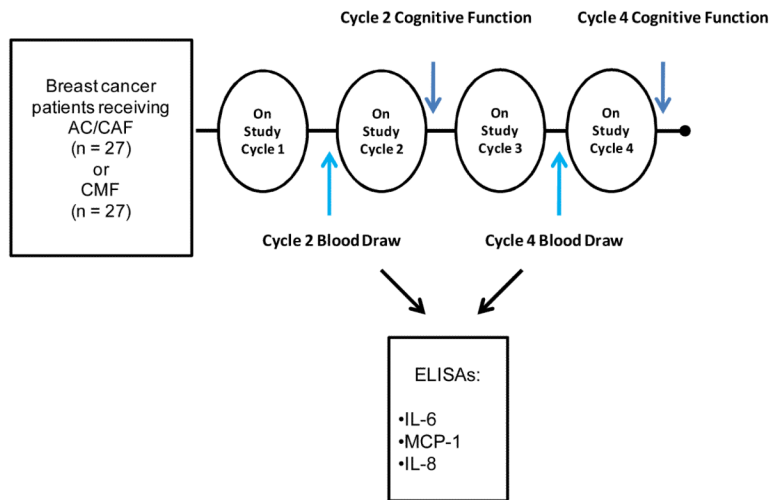 Cycle 2 Cognitive Function
Cycle 4 Cognitive Function
Breast cancer
patients receiving
AC/CAF
(n = 27)
or
CMF
(n = 27)
On
Study
Cycle 1
On
Study
Cycle 2
On
Study
Cycle 3
On
Study
Cycle 4
Cycle 2 Blood Draw
Cycle 4 Blood Draw
ELISAs:
•IL-6
•MCP-1
•IL-8